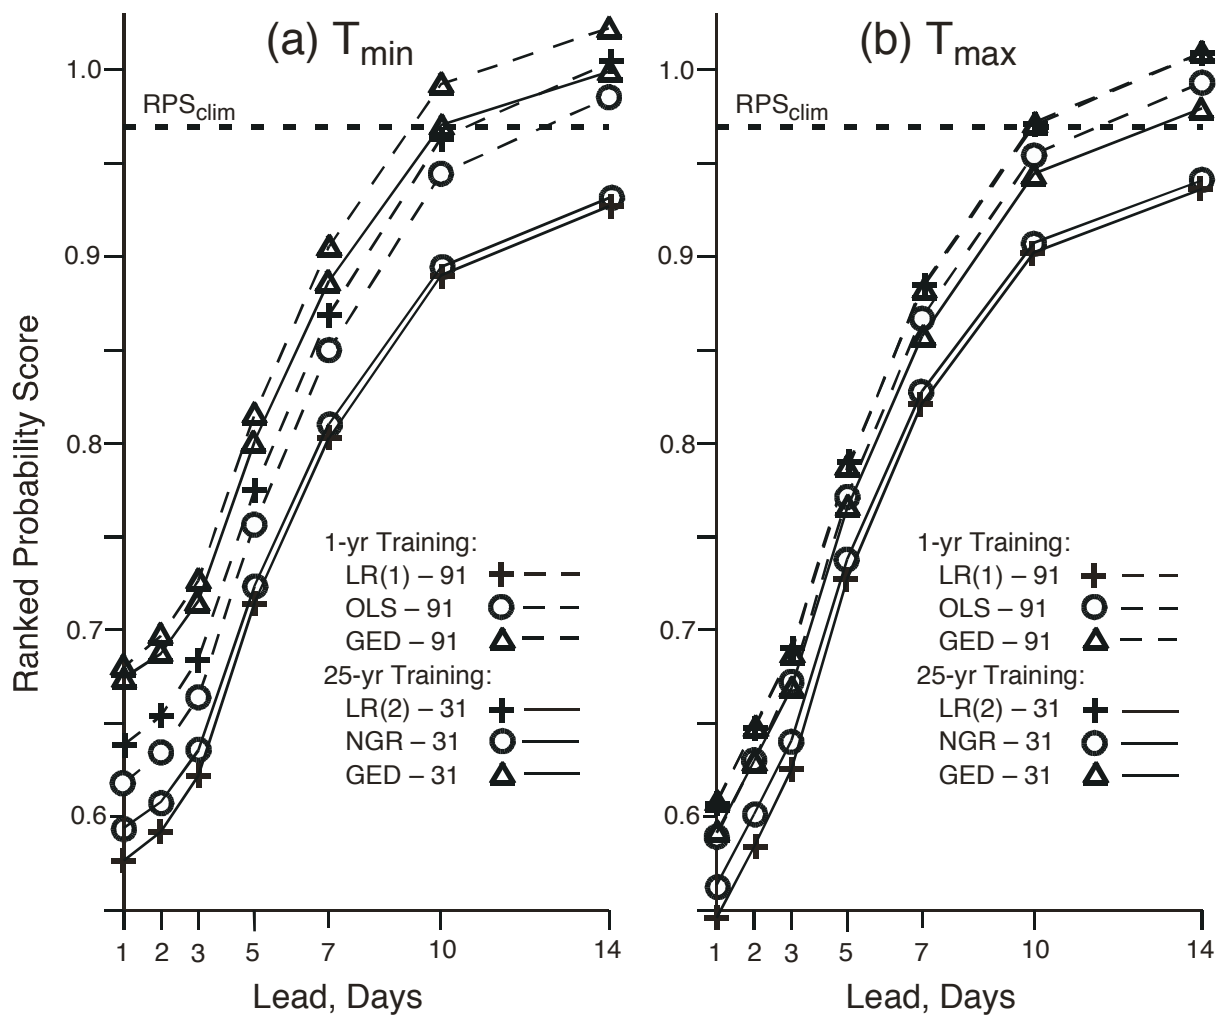 (a) Tmin
1.0
RPSclim
0.9
0.8
0.7
0.6
Ranked Probability Score
1-yr Training:
LR(1) – 91
OLS – 91
GED – 91
25-yr Training:
LR(2) – 31
NGR – 31
GED – 31
1 2 3 5 7 10 14
Lead, Days
(b) Tmax
1.0
RPSclim
0.9
0.8
0.7
0.6
1-yr Training:
LR(1) – 91
OLS – 91
GED – 91
25-yr Training:
LR(2) – 31
NGR – 31
GED – 31
1 2 3 5 7 10 14
Lead, Days